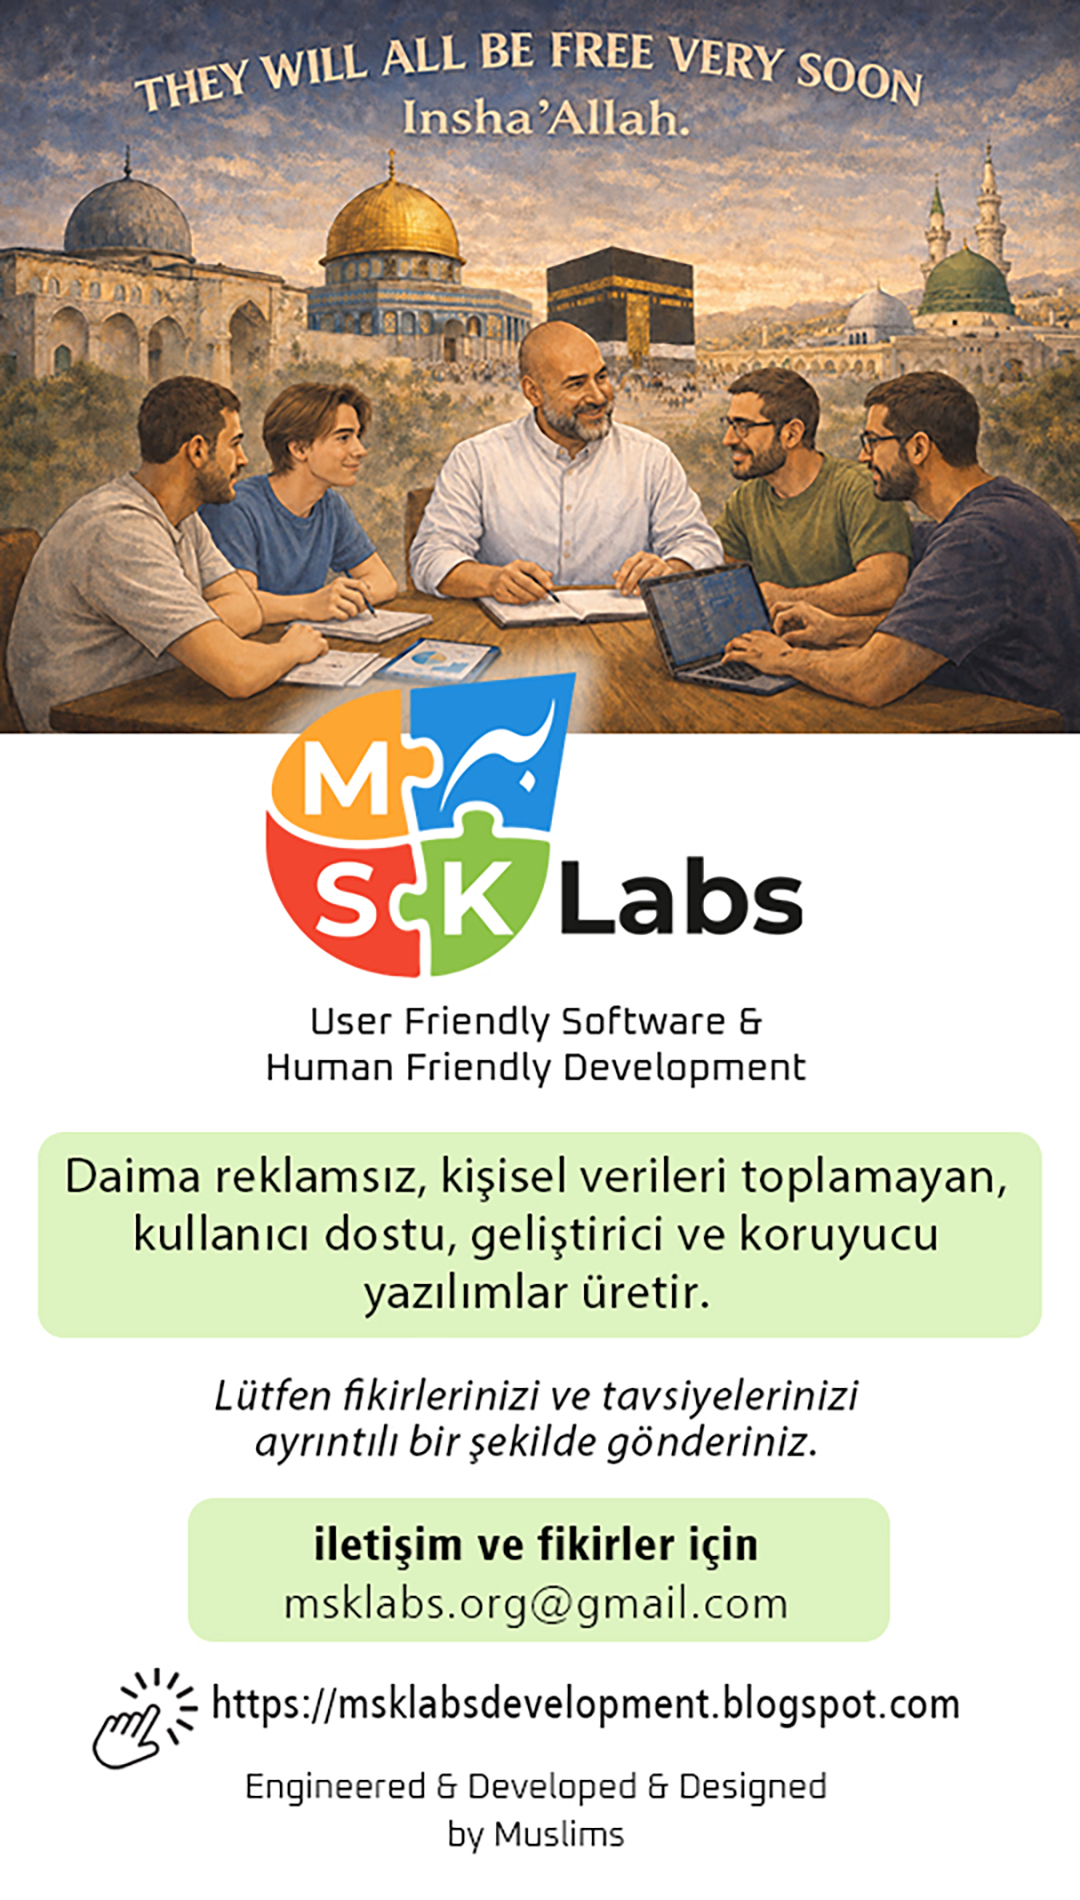 THEY WILL ALL BE FREE VERY SOON
Insha'Allah.
M بر
S K Labs
User Friendly Software &
Human Friendly Development
Daima reklamsız, kişisel verileri toplamayan,
kullanıcı dostu, geliştirici ve koruyucu
yazılımlar üretir.
Lütfen fikirlerinizi ve tavsiyelerinizi
ayrıntılı bir şekilde gönderiniz.
iletişim ve fikirler için
msklabs.org@gmail.com
https://msklabsdevelopment.blogspot.com
Engineered & Developed & Designed
by Muslims